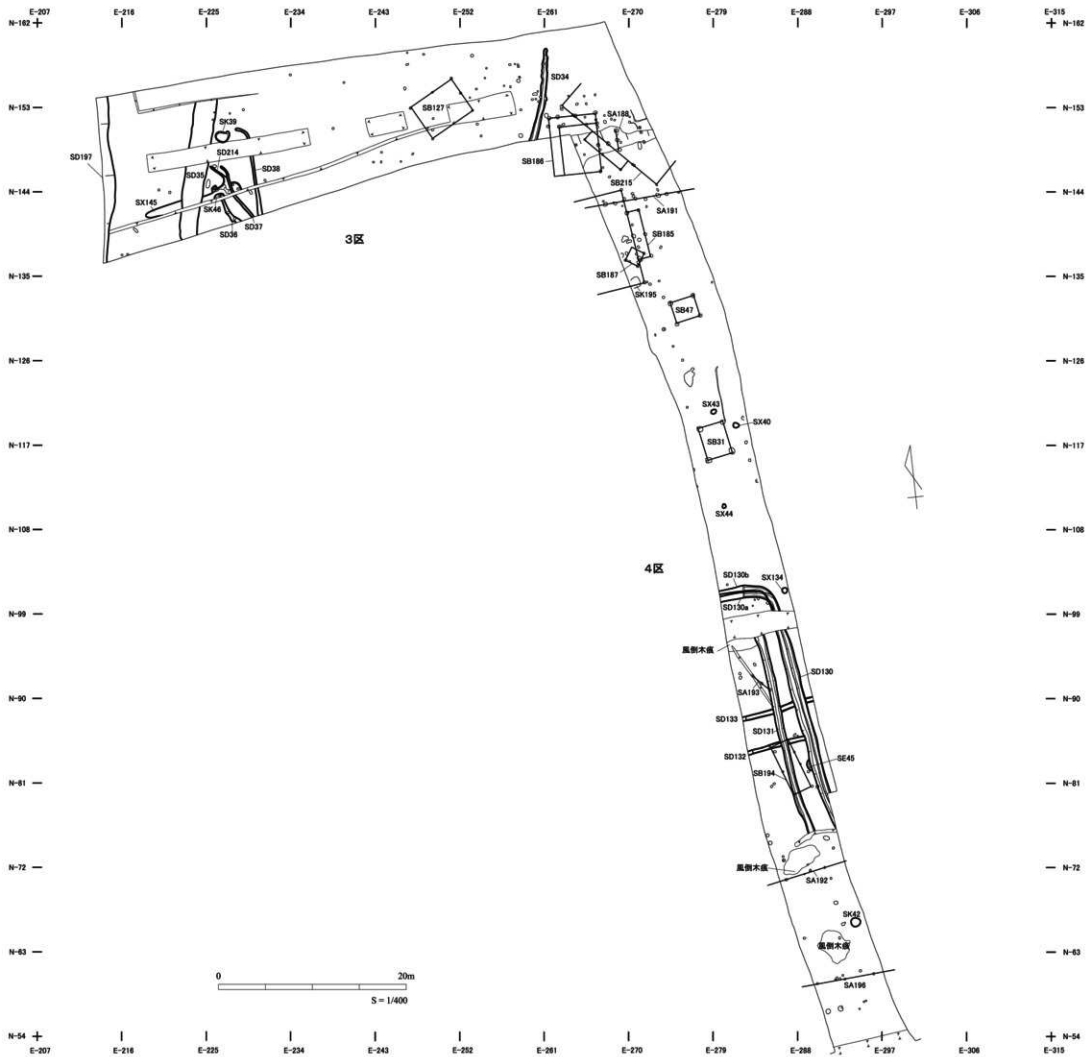 E-207 E-216 E-225 E-234 E-243 E-252 E-261 E-270 E-279 E-288 E-297 E-306 E-315
N-162 N-162
SD34
N-153 SB127 SA188 N-153
SK39
SD197 SD214
SD35 SD38
SB186
SB215
N-144 N-144
SX145 SK46 SA191
SD37
SD36
3区 SB185
SB187
N-135 N-135
SK195
SB47
N-126 N-126
SX43
SX40
N-117 SB31 N-117
SX44
N-108 N-108
4区
SD130b SX134
SD130a
N-99 N-99
風倒木痕
SD130
SA193
N-90 N-90
SD133
SD131
SD132
SE45
SB194
N-81 N-81
N-72 N-72
風倒木痕
SA192
SK42
風倒木痕
N-63 N-63
0 20m
S = 1/400
SA196
N-54 N-54
E-207 E-216 E-225 E-234 E-243 E-252 E-261 E-270 E-279 E-288 E-297 E-306 E-315